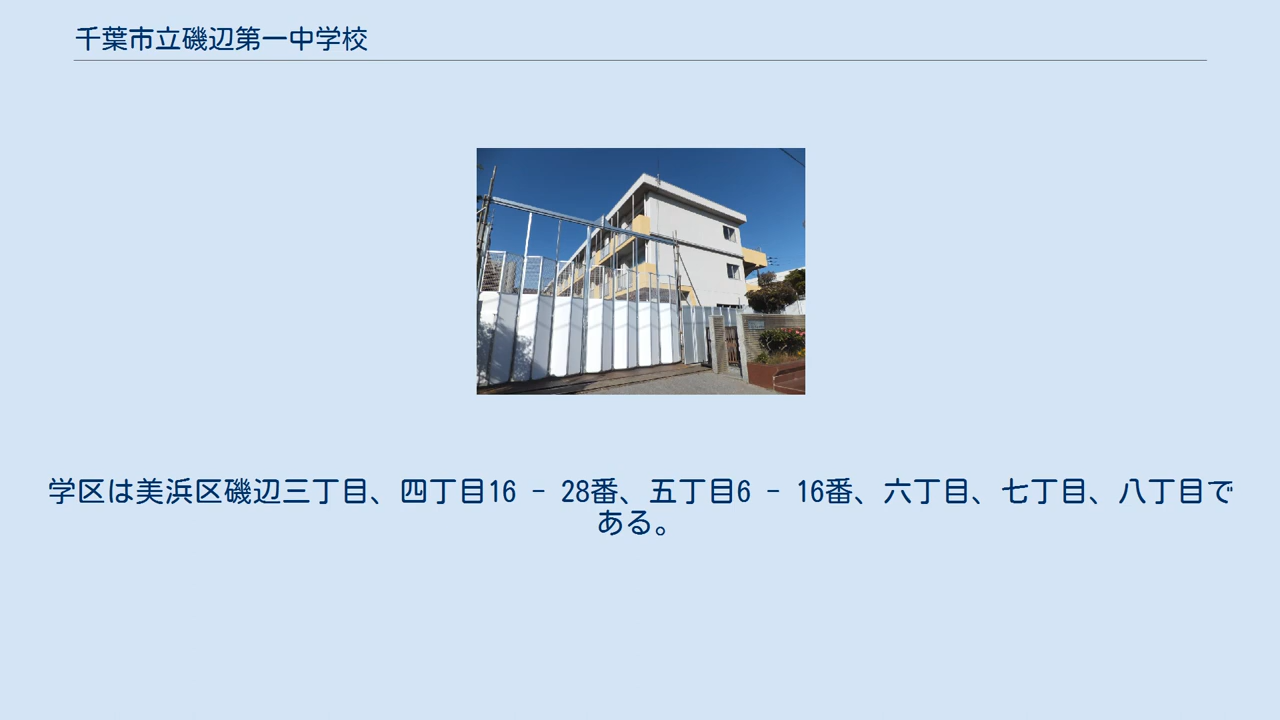 千葉市立磯辺第一中学校
学区は美浜区磯辺三丁目、四丁目16 - 28番、五丁目6 - 16番、六丁目、七丁目、八丁目で
ある。